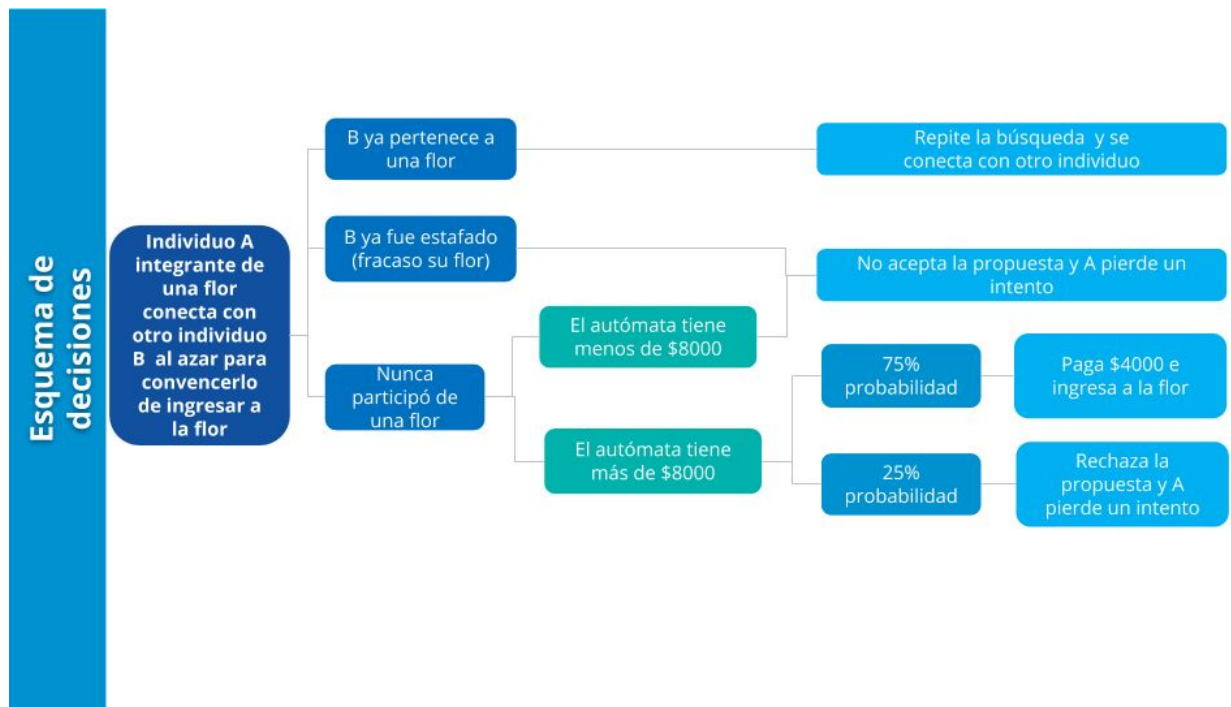 Esquema de
decisiones
Individuo A
integrante de
una flor
conecta con
otro individuo
B al azar para
convencerlo
de ingresar a
la flor
B ya pertenece a
una flor
Repite la búsqueda y se
conecta con otro individuo
B ya fue estafado
(fracaso su flor)
No acepta la propuesta y A pierde un
intento
Nunca
participó de
una flor
El autómata tiene
menos de $8000
El autómata tiene
más de $8000
75%
probabilidad
Paga $4000 e
ingresa a la flor
25%
probabilidad
Rechaza la
propuesta y A
pierde un intento